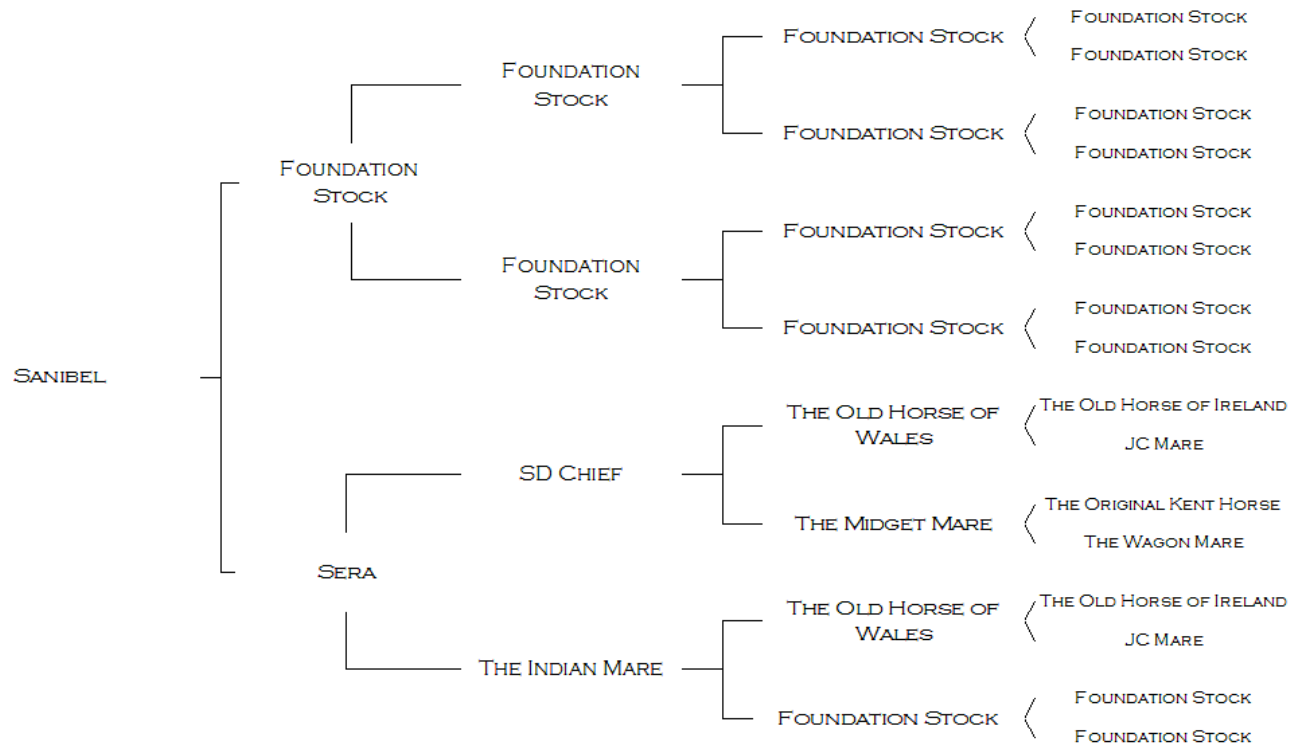 Foundation Stock
Foundation Stock
Foundation Stock
Foundation
Stock
Foundation Stock
Foundation Stock
Foundation Stock
Foundation
Stock
Foundation Stock
Foundation Stock
Foundation Stock
Foundation
Stock
Foundation Stock
Foundation Stock
Foundation Stock
Sanibel
The Old Horse of
Wales
The Old Horse of Ireland
JC Mare
SD Chief
The Midget Mare
The Original Kent Horse
The Wagon Mare
Sera
The Old Horse of
Wales
The Old Horse of Ireland
JC Mare
The Indian Mare
Foundation Stock
Foundation Stock
Foundation Stock